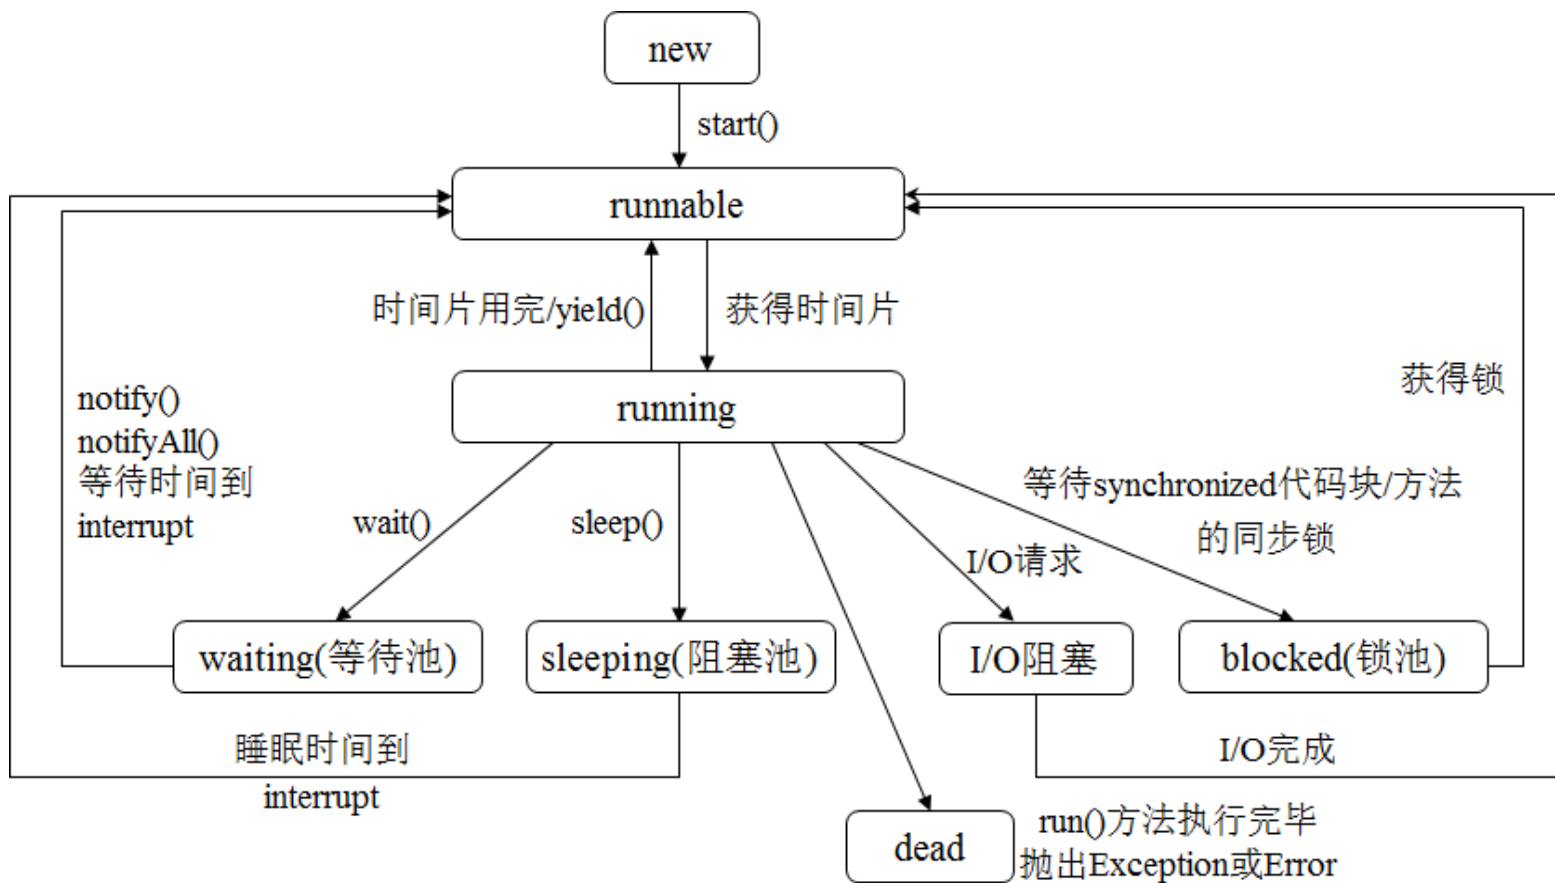 new
start()
runnable
时间片用完/yield()
获得时间片
running
notify()
notifyAll()
等待时间到
interrupt
获得锁
wait()
sleep()
I/O请求
等待synchronized代码块/方法
的同步锁
waiting(等待池)
sleeping(阻塞池)
I/O阻塞
blocked(锁池)
睡眠时间到
interrupt
I/O完成
dead
run()方法执行完毕
抛出Exception或Error